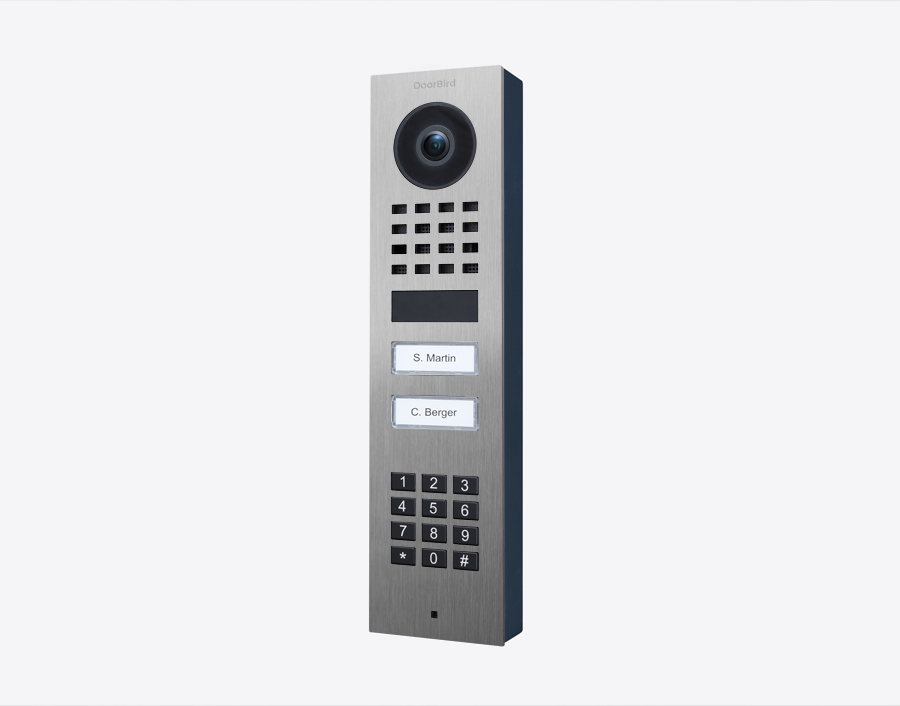 DoorBird
S. Martin
C. Berger
1 2 3
4 5 6
7 8 9
* 0 #